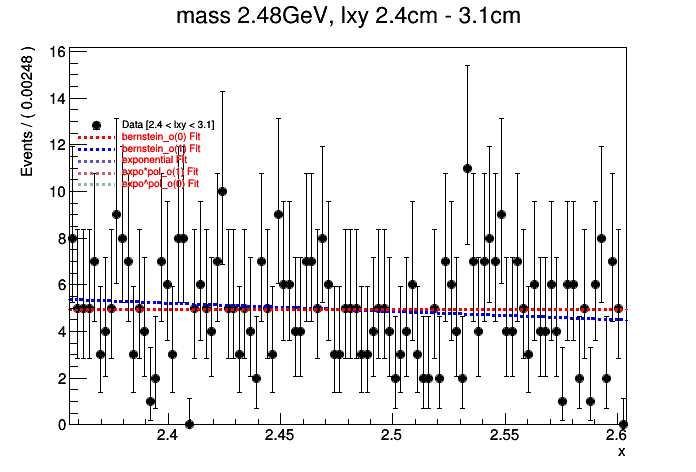 mass 2.48GeV, lxy 2.4cm - 3.1cm
Events / ( 0.00248 )
16
14
12
10
8
6
4
2
0
Data [2.4 < lxy < 3.1]
bernstein_o(0) Fit
bernstein_o(1) Fit
exponential Fit
expo*pol_o(1) Fit
expo^pol_o(0) Fit
2.4 2.45 2.5 2.55 2.6
x